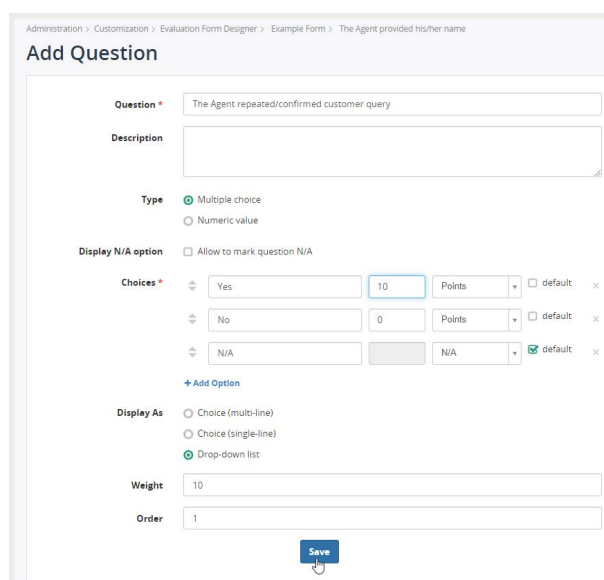 Administration > Customization > Evaluation Form Designer > Example Form > The Agent provided his/her name
Add Question
Question * The Agent repeated/confirmed customer query
Description
Type Multiple choice
Numeric value
Display N/A option Allow to mark question N/A
Choices * Yes 10 Points default ×
No 0 Points default ×
N/A N/A default ×
+ Add Option
Display As Choice (multi-line)
Choice (single-line)
Drop-down list
Weight 10
Order 1
Save